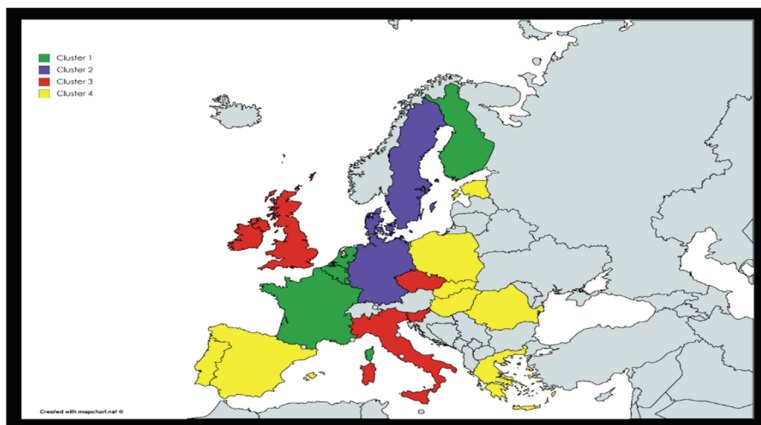 Cluster 1
Cluster 2
Cluster 3
Cluster 4
Created with mapchart.net ©